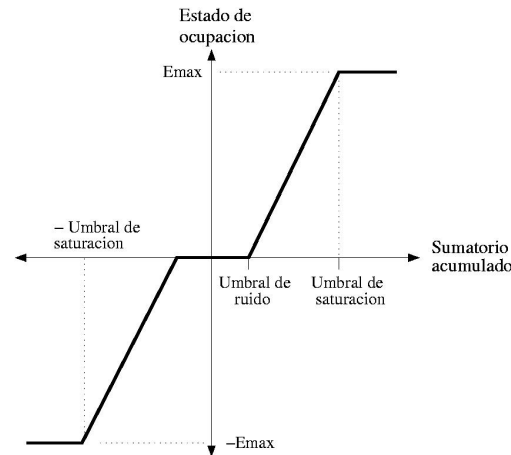 Estado de
ocupacion
Emax
− Umbral de
saturacion
Sumatorio
acumulado
Umbral de
ruido
Umbral de
saturacion
−Emax